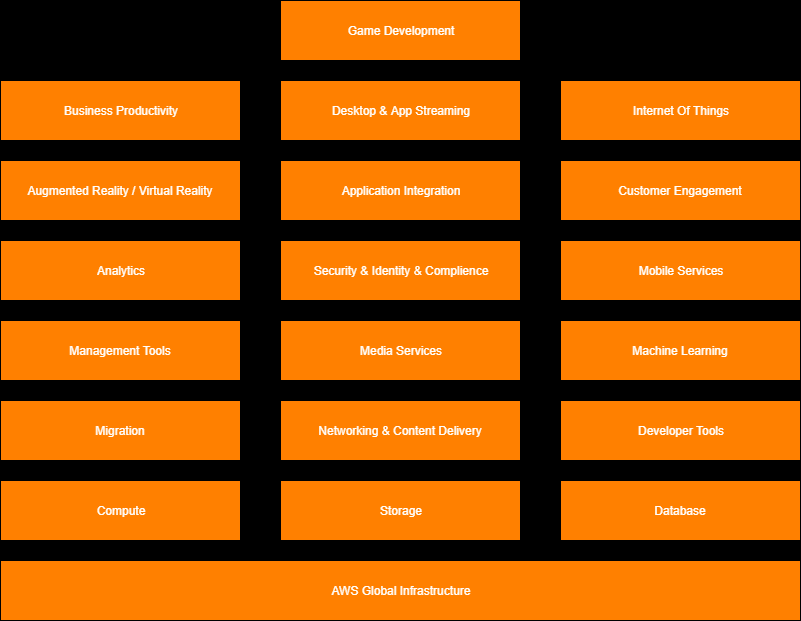 Game Development
Business Productivity
Desktop & App Streaming
Internet Of Things
Augmented Reality / Virtual Reality
Application Integration
Customer Engagement
Analytics
Security & Identity & Complience
Mobile Services
Management Tools
Media Services
Machine Learning
Migration
Networking & Content Delivery
Developer Tools
Compute
Storage
Database
AWS Global Infrastructure